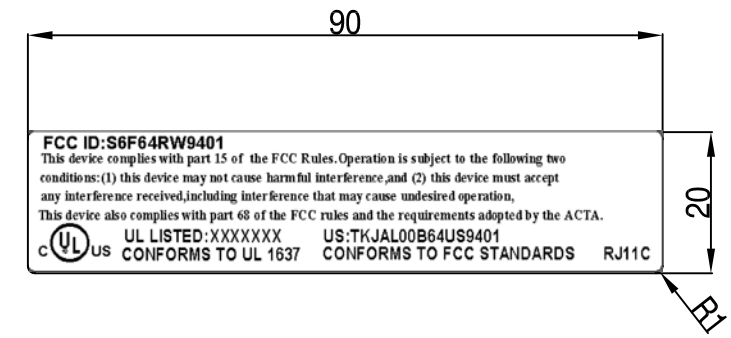 90
FCC ID:S6F64RW9401
This device complies with part 15 of the FCC Rules.Operation is subject to the following two
conditions:(1) this device may not cause harmful interference,and (2) this device must accept
any interference received,including interference that may cause undesired operation,
This device also complies with part 68 of the FCC rules and the requirements adopted by the ACTA.
C UL US UL LISTED:XXXXXXX US:TKJAL00B64US9401
CONFORMS TO UL 1637 CONFORMS TO FCC STANDARDS RJ11C
20
R1